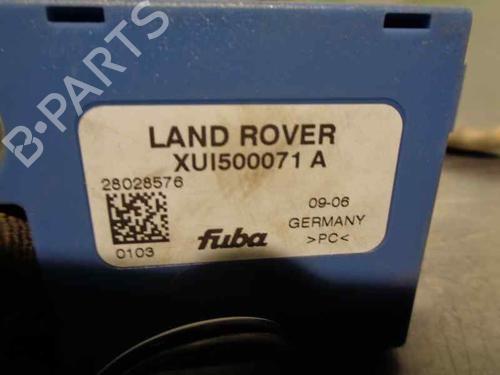 B-PARTS
LAND ROVER
XUI500071 A
28028576
0103
fuba
09-06
GERMANY
>PC<